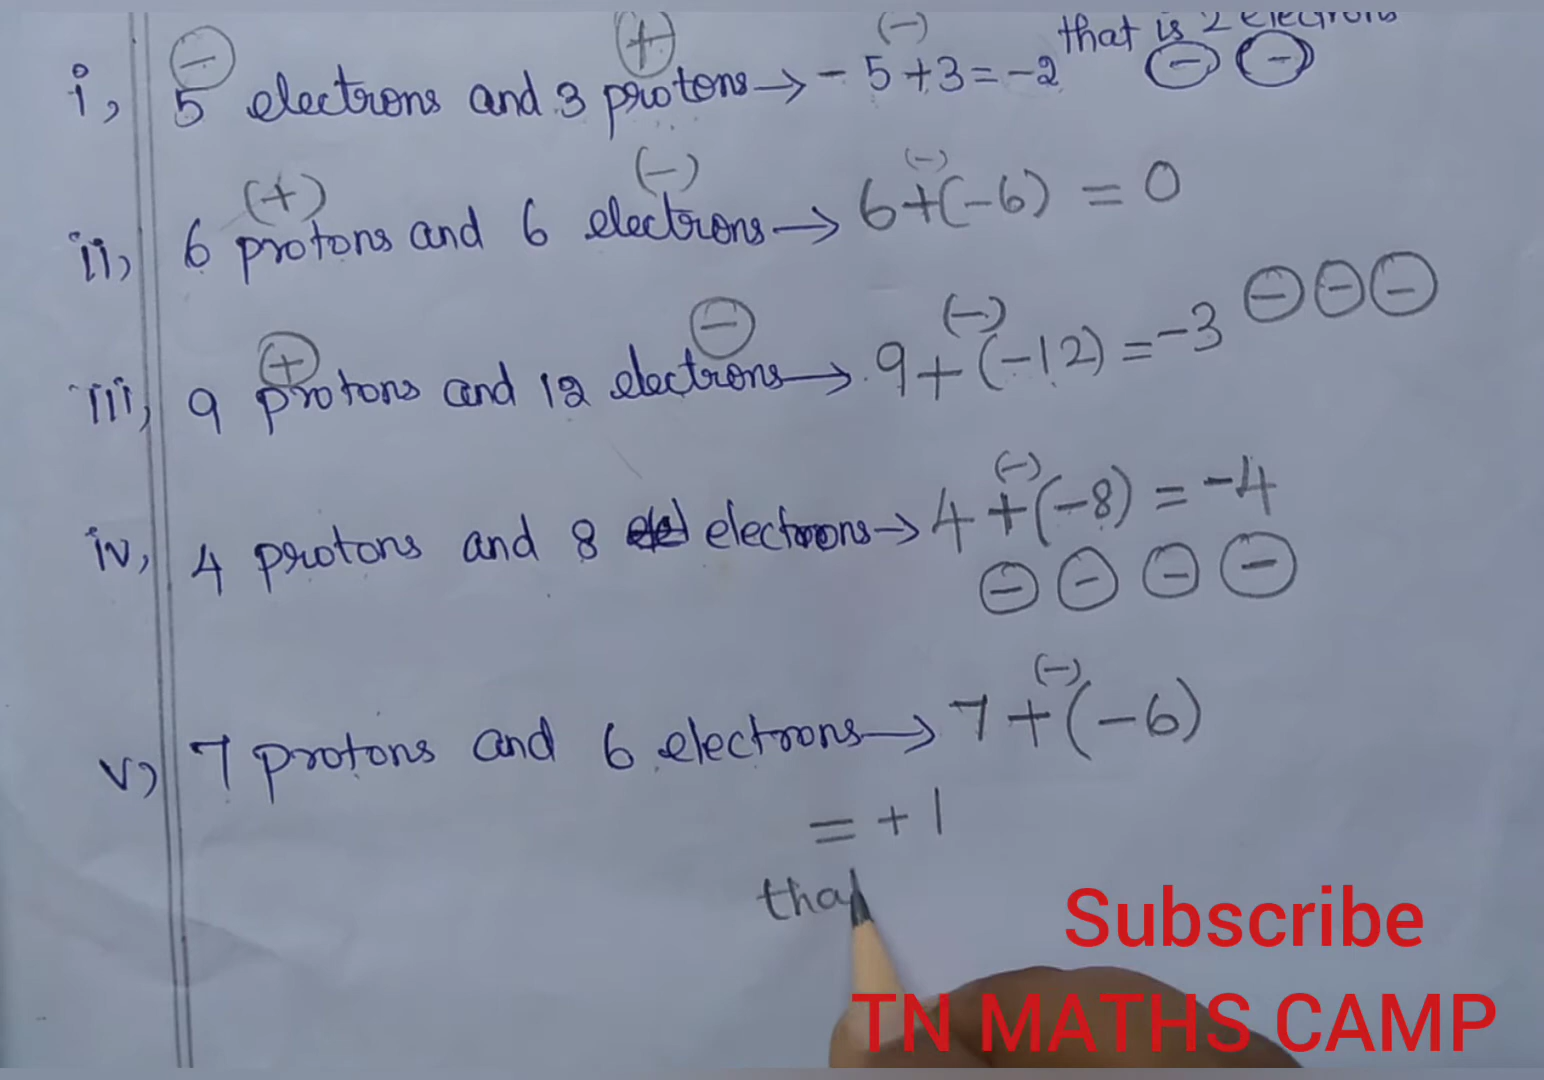 that is 2 electrons
(-)
i, 5 electrons and 3 protons → - 5 + 3 = -2
(+) (-) (-)
ii, 6 protons and 6 electrons → 6 + (-6) = 0
(-)
iii, 9 protons and 12 electrons → 9 + (-12) = -3
(-)
iv, 4 protons and 8 electrons → 4 + (-8) = -4
(-)
v, 7 protons and 6 electrons → 7 + (-6)
= + 1
tha
Subscribe
TN MATHS CAMP